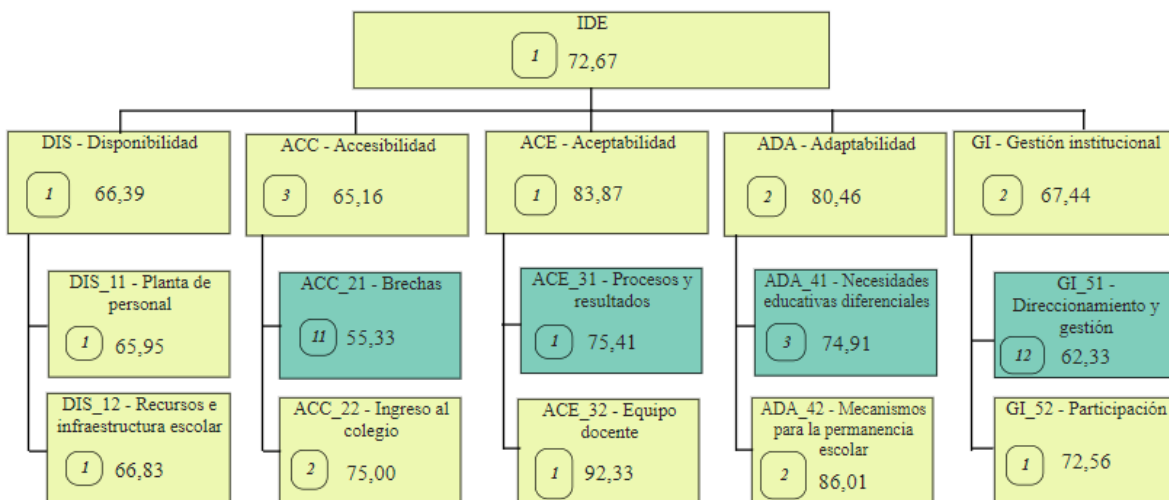 IDE
1 72,67
DIS - Disponibilidad
1 66,39
ACC - Accesibilidad
3 65,16
ACE - Aceptabilidad
1 83,87
ADA - Adaptabilidad
2 80,46
GI - Gestión institucional
2 67,44
DIS_11 - Planta de
personal
1 65,95
ACC_21 - Brechas
11 55,33
ACE_31 - Procesos y
resultados
1 75,41
ADA_41 - Necesidades
educativas diferenciales
3 74,91
GI_51 -
Direccionamiento y
gestión
12 62,33
DIS_12 - Recursos e
infraestructura escolar
1 66,83
ACC_22 - Ingreso al
colegio
2 75,00
ACE_32 - Equipo
docente
1 92,33
ADA_42 - Mecanismos
para la permanencia
escolar
2 86,01
GI_52 - Participación
1 72,56